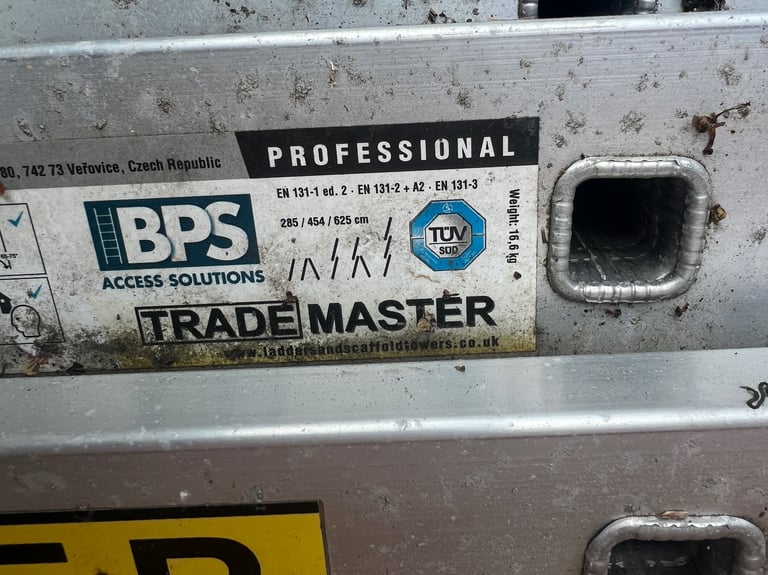 80, 742 73 Veřovice, Czech Republic
PROFESSIONAL
EN 131-1 ed. 2 · EN 131-2 + A2 · EN 131-3
285 / 454 / 625 cm
BPS
ACCESS SOLUTIONS
TÜV
SÜD
Weight: 16,6 kg
TRADE MASTER
www.laddersandscaffoldtowers.co.uk